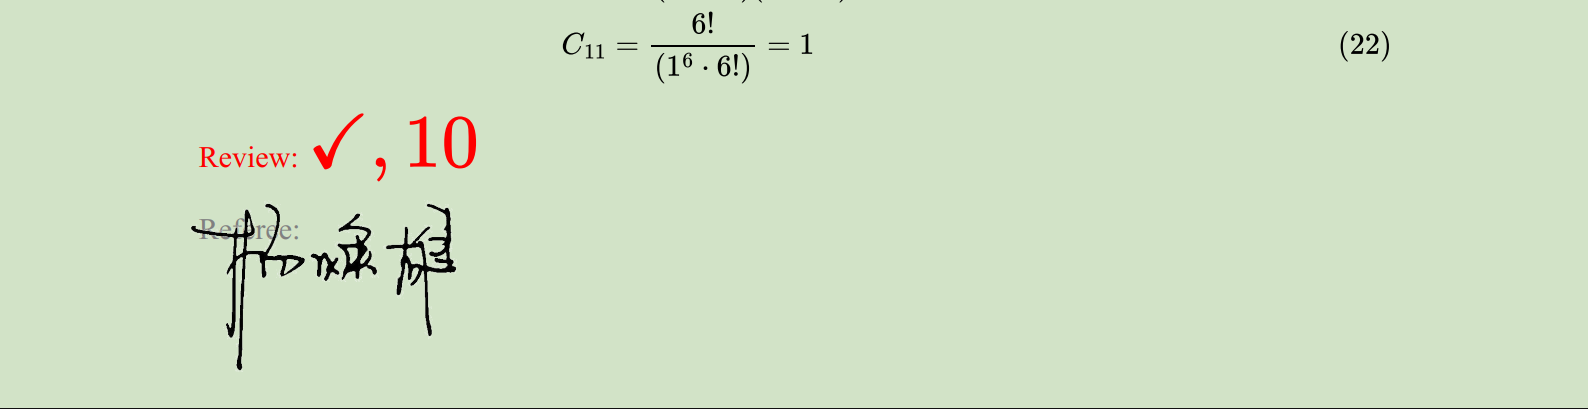 C₁₁ = 6! / (1⁶ · 6!) = 1 (22)
Review: ✓, 10
Referee: